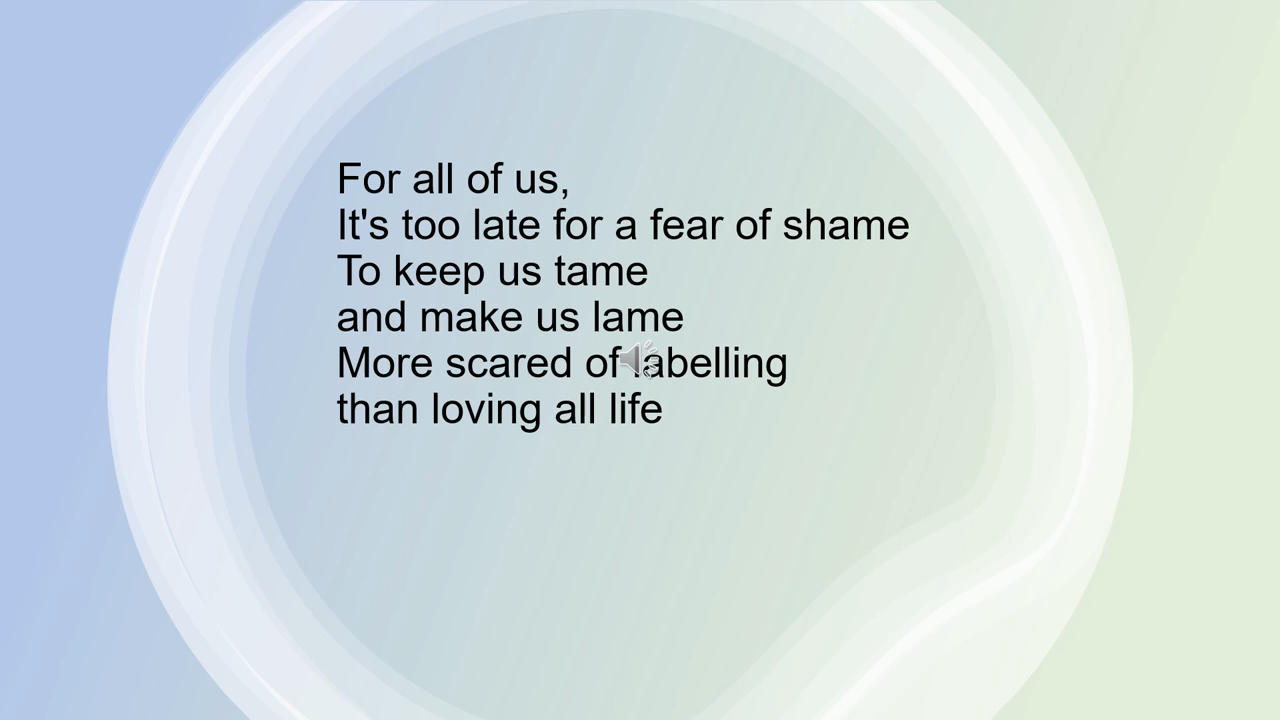 For all of us,
It's too late for a fear of shame
To keep us tame
and make us lame
More scared of labelling
than loving all life